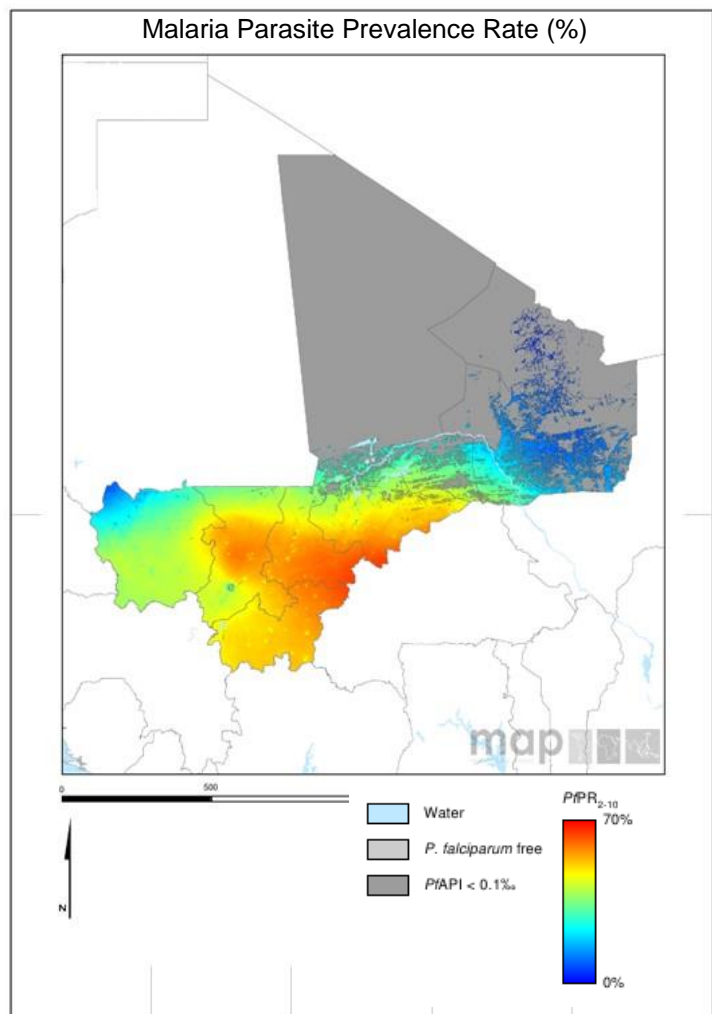 Malaria Parasite Prevalence Rate (%)
map
0 500
Water
P. falciparum free
PfAPI < 0.1‰
PfPR2-10
70%
0%
N